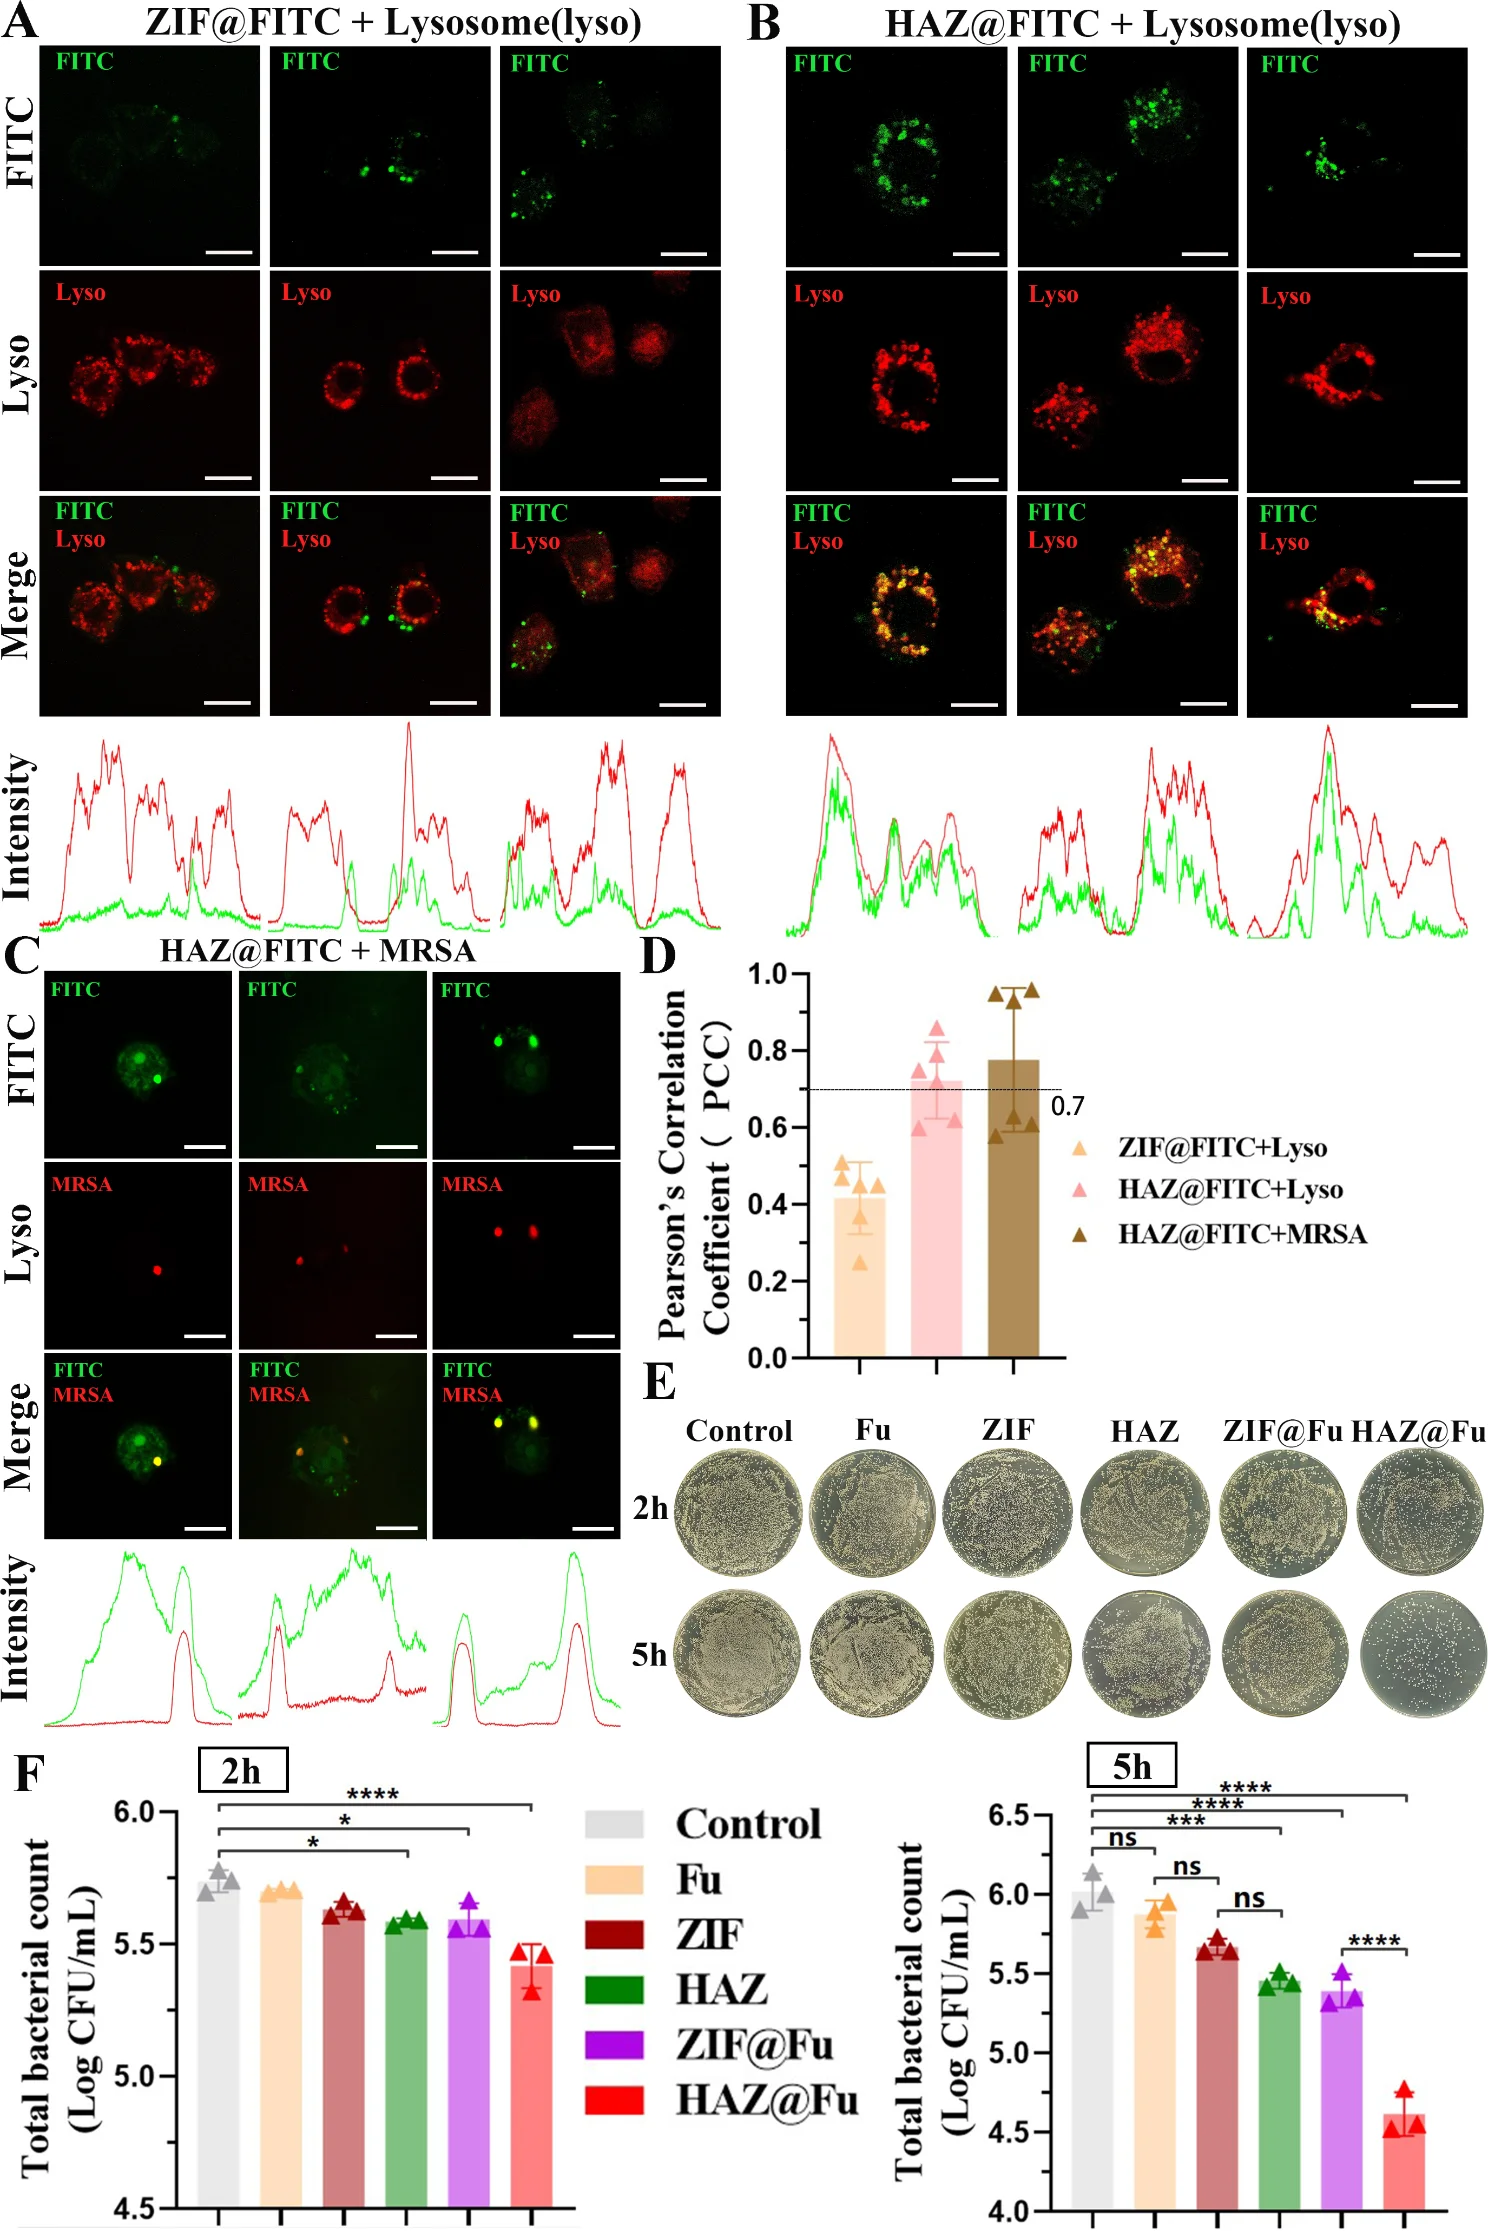 A
ZIF@FITC + Lysosome(lyso)
B
HAZ@FITC + Lysosome(lyso)
FITC
FITC
FITC
FITC
FITC
FITC
FITC
Lyso
Lyso
Lyso
Lyso
Lyso
Lyso
Lyso
Merge
FITC
Lyso
FITC
Lyso
FITC
Lyso
FITC
Lyso
FITC
Lyso
FITC
Lyso
Intensity
C
HAZ@FITC + MRSA
FITC
FITC
FITC
FITC
Lyso
MRSA
MRSA
MRSA
Merge
FITC
MRSA
FITC
MRSA
FITC
MRSA
Intensity
D
Pearson's Correlation
Coefficient ( PCC)
1.0
0.8
0.6
0.4
0.2
0.0
0.7
ZIF@FITC+Lyso
HAZ@FITC+Lyso
HAZ@FITC+MRSA
E
Control
Fu
ZIF
HAZ
ZIF@Fu
HAZ@Fu
2h
5h
F
2h
Total bacterial count
(Log CFU/mL)
6.0
5.5
5.0
4.5
****
*
*
Control
Fu
ZIF
HAZ
ZIF@Fu
HAZ@Fu
5h
Total bacterial count
(Log CFU/mL)
6.5
6.0
5.5
5.0
4.5
4.0
****
****
***
ns
ns
ns
****